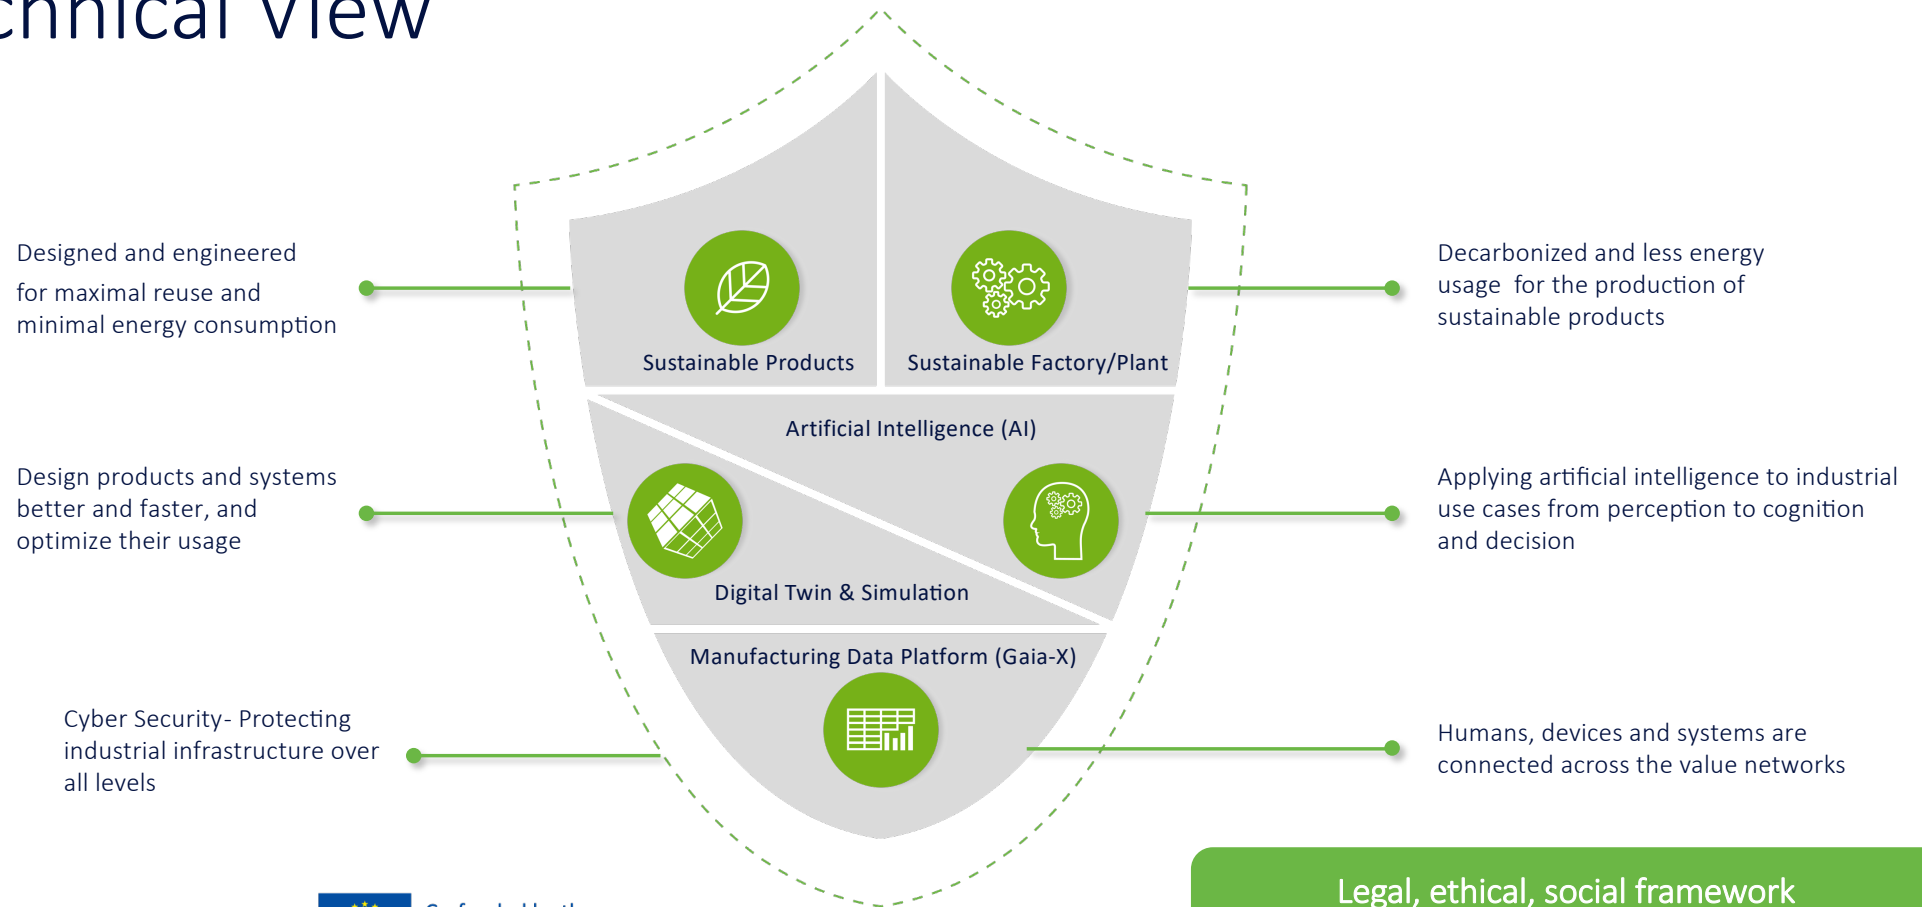 View
Designed and engineered
for maximal reuse and
minimal energy consumption
Decarbonized and less energy
usage for the production of
sustainable products
Sustainable Products
Sustainable Factory/Plant
Artificial Intelligence (AI)
Design products and systems
better and faster, and
optimize their usage
Applying artificial intelligence to industrial
use cases from perception to cognition
and decision
Digital Twin & Simulation
Manufacturing Data Platform (Gaia-X)
Cyber Security- Protecting
industrial infrastructure over
all levels
Humans, devices and systems are
connected across the value networks
Legal, ethical, social framework